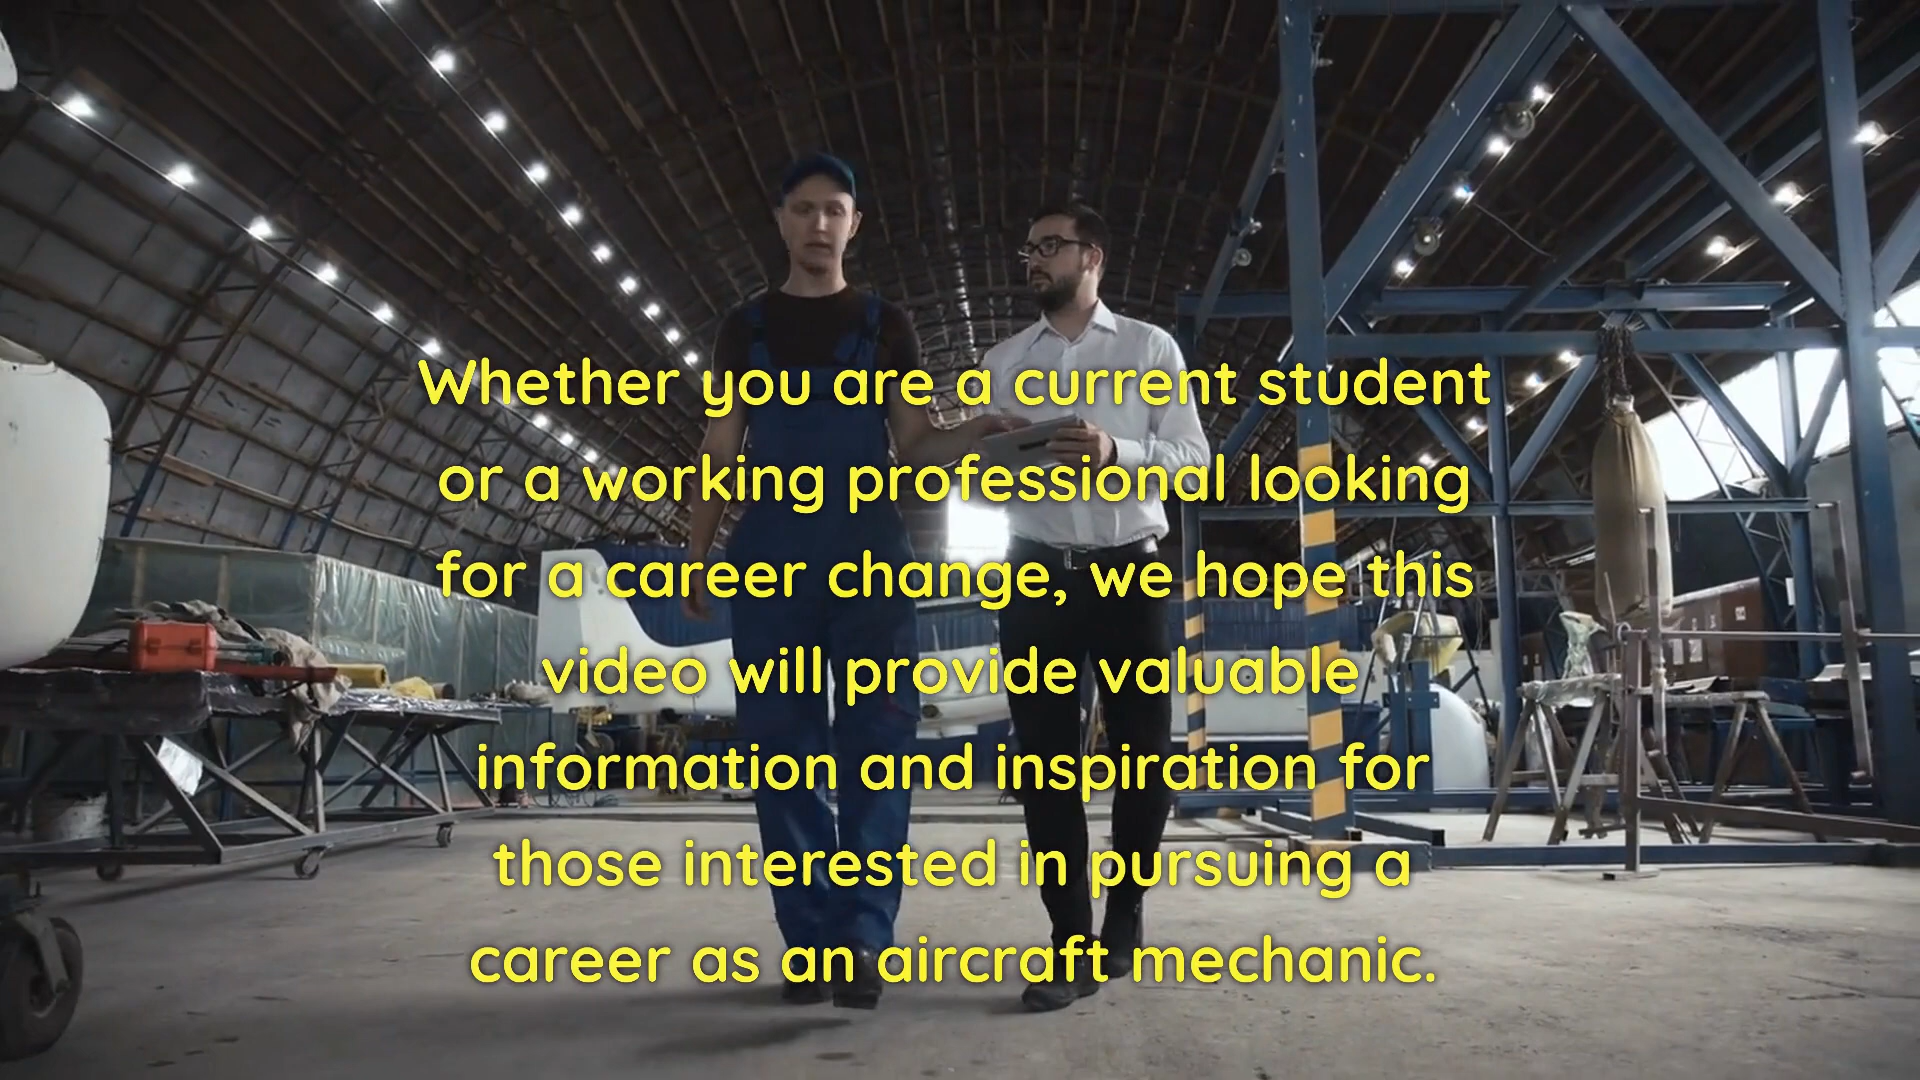 Whether you are a current student
or a working professional looking
for a career change, we hope this
video will provide valuable
information and inspiration for
those interested in pursuing a
career as an aircraft mechanic.